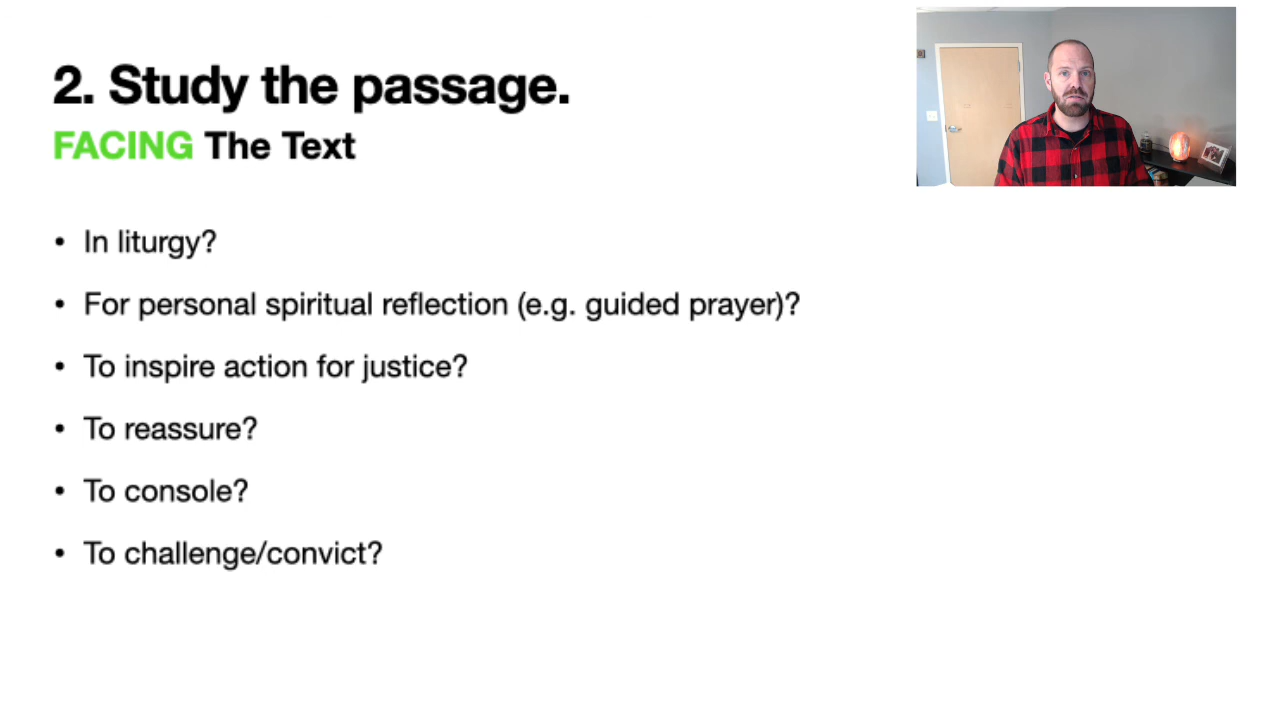 2. Study the passage.
FACING The Text
• In liturgy?
• For personal spiritual reflection (e.g. guided prayer)?
• To inspire action for justice?
• To reassure?
• To console?
• To challenge/convict?